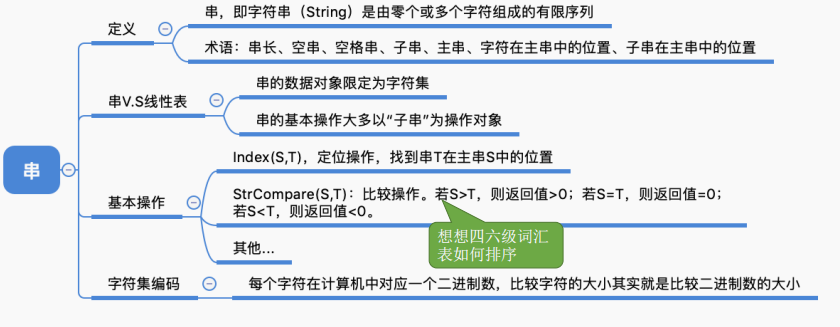 串
定义
串，即字符串（String）是由零个或多个字符组成的有限序列
术语：串长、空串、空格串、子串、主串、字符在主串中的位置、子串在主串中的位置
串V.S线性表
串的数据对象限定为字符集
串的基本操作大多以“子串”为操作对象
基本操作
Index(S,T)，定位操作，找到串T在主串S中的位置
StrCompare(S,T)：比较操作。若S>T，则返回值>0；若S=T，则返回值=0；
若S<T，则返回值<0。
想想四六级词汇
表如何排序
其他...
字符集编码
每个字符在计算机中对应一个二进制数，比较字符的大小其实就是比较二进制数的大小